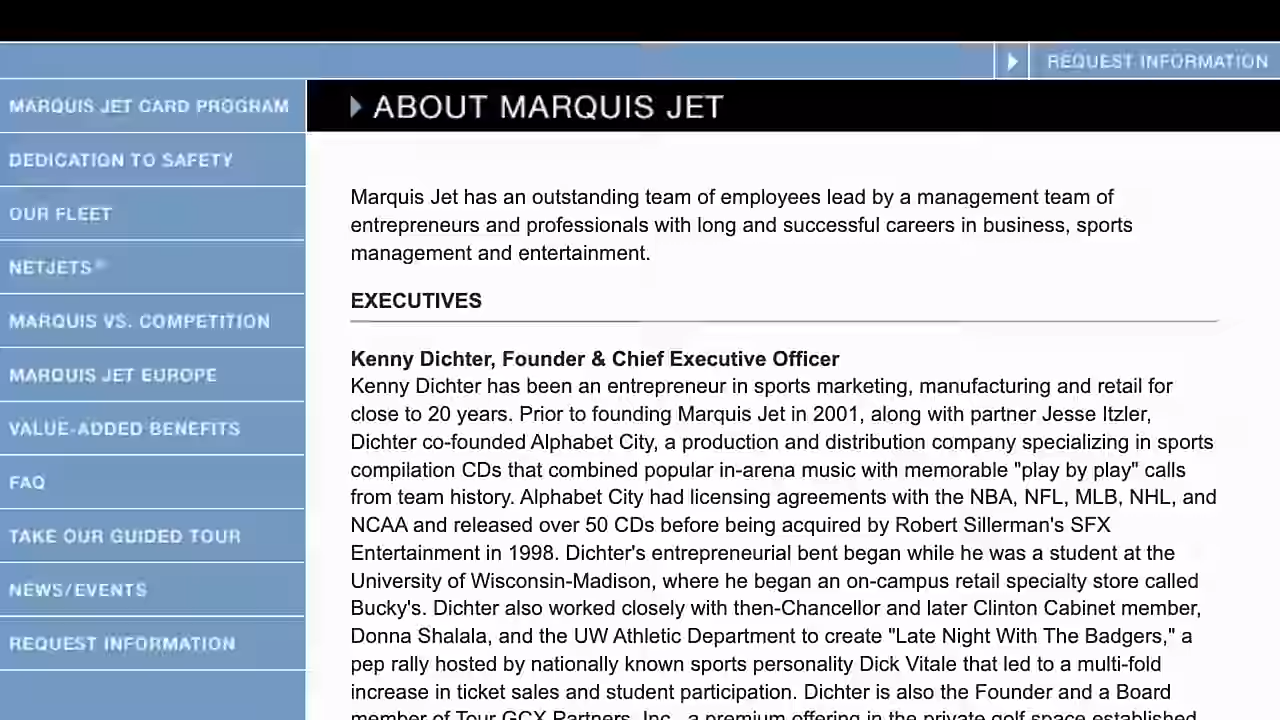 REQUEST INFORMATION
MARQUIS JET CARD PROGRAM
DEDICATION TO SAFETY
OUR FLEET
NETJETS®
MARQUIS VS. COMPETITION
MARQUIS JET EUROPE
VALUE-ADDED BENEFITS
FAQ
TAKE OUR GUIDED TOUR
NEWS/EVENTS
REQUEST INFORMATION
ABOUT MARQUIS JET
Marquis Jet has an outstanding team of employees lead by a management team of
entrepreneurs and professionals with long and successful careers in business, sports
management and entertainment.
EXECUTIVES
Kenny Dichter, Founder & Chief Executive Officer
Kenny Dichter has been an entrepreneur in sports marketing, manufacturing and retail for
close to 20 years. Prior to founding Marquis Jet in 2001, along with partner Jesse Itzler,
Dichter co-founded Alphabet City, a production and distribution company specializing in sports
compilation CDs that combined popular in-arena music with memorable "play by play" calls
from team history. Alphabet City had licensing agreements with the NBA, NFL, MLB, NHL, and
NCAA and released over 50 CDs before being acquired by Robert Sillerman's SFX
Entertainment in 1998. Dichter's entrepreneurial bent began while he was a student at the
University of Wisconsin-Madison, where he began an on-campus retail specialty store called
Bucky's. Dichter also worked closely with then-Chancellor and later Clinton Cabinet member,
Donna Shalala, and the UW Athletic Department to create "Late Night With The Badgers," a
pep rally hosted by nationally known sports personality Dick Vitale that led to a multi-fold
increase in ticket sales and student participation. Dichter is also the Founder and a Board
member of Tour GCX Partners, Inc., a premium offering in the private golf space established